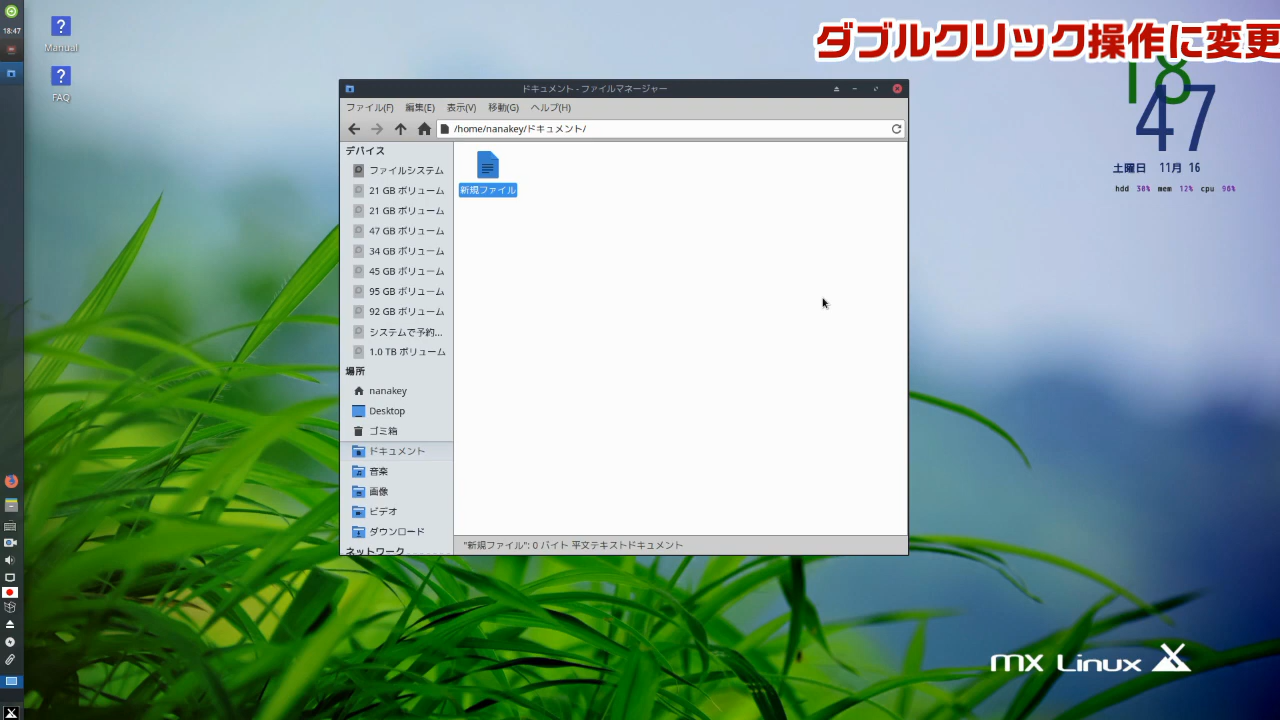 18:47
Manual
FAQ
ダブルクリック操作に変更
18
47
土曜日 11月 16
hdd 30% mem 12% cpu 90%
ドキュメント - ファイルマネージャー
ファイル(F) 編集(E) 表示(V) 移動(G) ヘルプ(H)
/home/nanakey/ドキュメント/
デバイス
ファイルシステム
21 GB ボリューム
21 GB ボリューム
47 GB ボリューム
34 GB ボリューム
45 GB ボリューム
95 GB ボリューム
92 GB ボリューム
システムで予約...
1.0 TB ボリューム
場所
nanakey
Desktop
ゴミ箱
ドキュメント
音楽
画像
ビデオ
ダウンロード
ネットワーク
新規ファイル
"新規ファイル": 0 バイト 平文テキストドキュメント
mx Linux